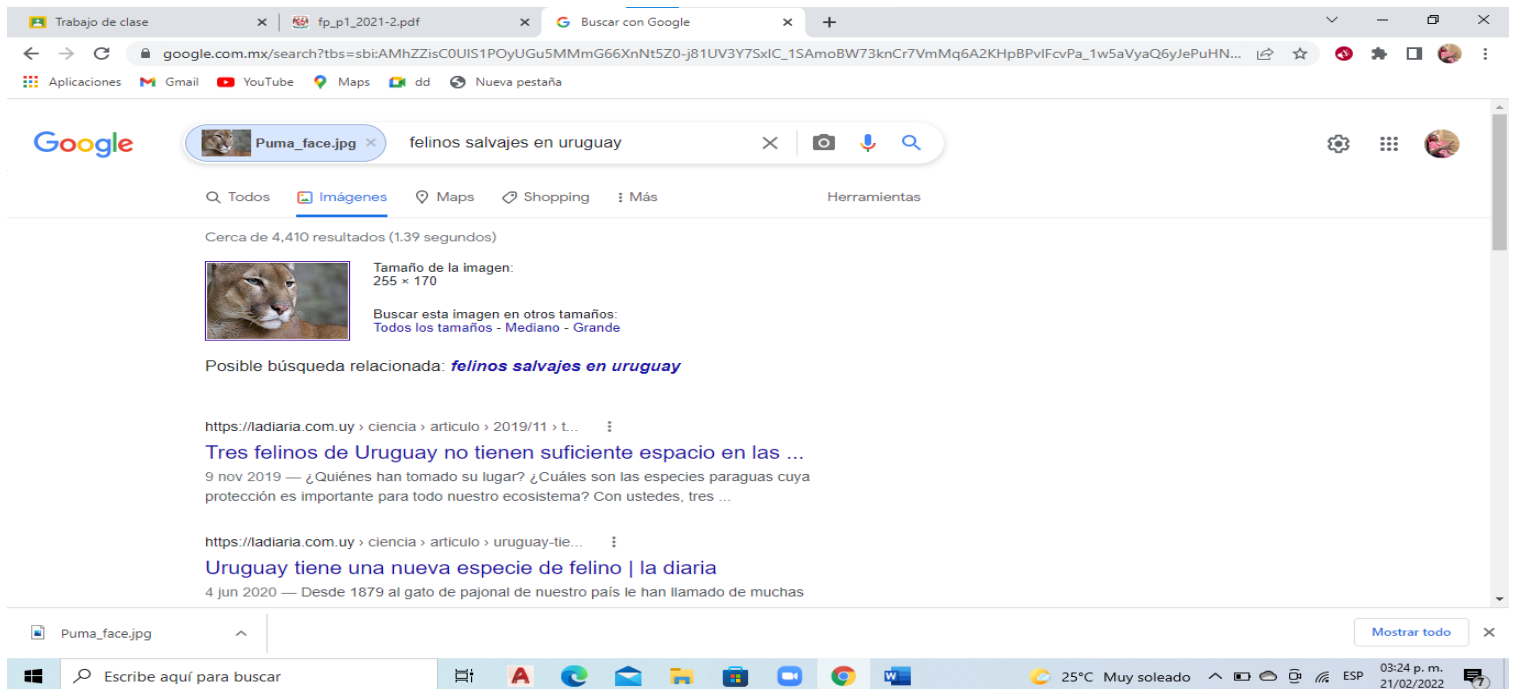 Trabajo de clase
fp_p1_2021-2.pdf
Buscar con Google
google.com.mx/search?tbs=sbi:AMhZZisC0UIS1POyUGu5MMmG66XnNt5Z0-j81UV3Y7SxIC_1SAmoBW73knCr7VmMq6A2KHpBPvIFcvPa_1w5aVyaQ6yJePuHN...
Aplicaciones Gmail YouTube Maps dd Nueva pestaña
Google Puma_face.jpg felinos salvajes en uruguay
Todos Imágenes Maps Shopping Más Herramientas
Cerca de 4,410 resultados (1.39 segundos)
Tamaño de la imagen:
255 × 170
Buscar esta imagen en otros tamaños:
Todos los tamaños - Mediano - Grande
Posible búsqueda relacionada: felinos salvajes en uruguay
https://ladiaria.com.uy › ciencia › articulo › 2019/11 › t...
Tres felinos de Uruguay no tienen suficiente espacio en las ...
9 nov 2019 — ¿Quiénes han tomado su lugar? ¿Cuáles son las especies paraguas cuya
protección es importante para todo nuestro ecosistema? Con ustedes, tres ...
https://ladiaria.com.uy › ciencia › articulo › uruguay-tie...
Uruguay tiene una nueva especie de felino | la diaria
4 jun 2020 — Desde 1879 al gato de pajonal de nuestro país le han llamado de muchas
Puma_face.jpg
Mostrar todo
Escribe aquí para buscar
25°C Muy soleado
ESP
03:24 p. m.
21/02/2022
7